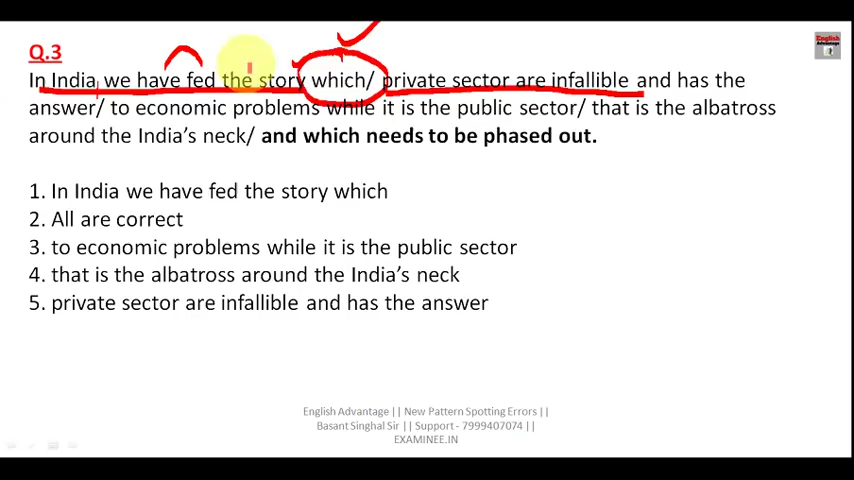 English
Advantage
Q.3
In India we have fed the story which/ private sector are infallible and has the
answer/ to economic problems while it is the public sector/ that is the albatross
around the India's neck/ and which needs to be phased out.
1. In India we have fed the story which
2. All are correct
3. to economic problems while it is the public sector
4. that is the albatross around the India's neck
5. private sector are infallible and has the answer
English Advantage || New Pattern Spotting Errors ||
Basant Singhal Sir || Support - 7999407074 ||
EXAMINEE.IN